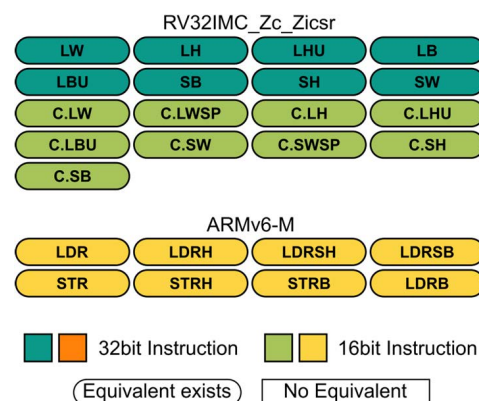 RV32IMC_Zc_Zicsr
LW LH LHU LB
LBU SB SH SW
C.LW C.LWSP C.LH C.LHU
C.LBU C.SW C.SWSP C.SH
C.SB
ARMv6-M
LDR LDRH LDRSH LDRSB
STR STRH STRB LDRB
32bit Instruction 16bit Instruction
Equivalent exists No Equivalent